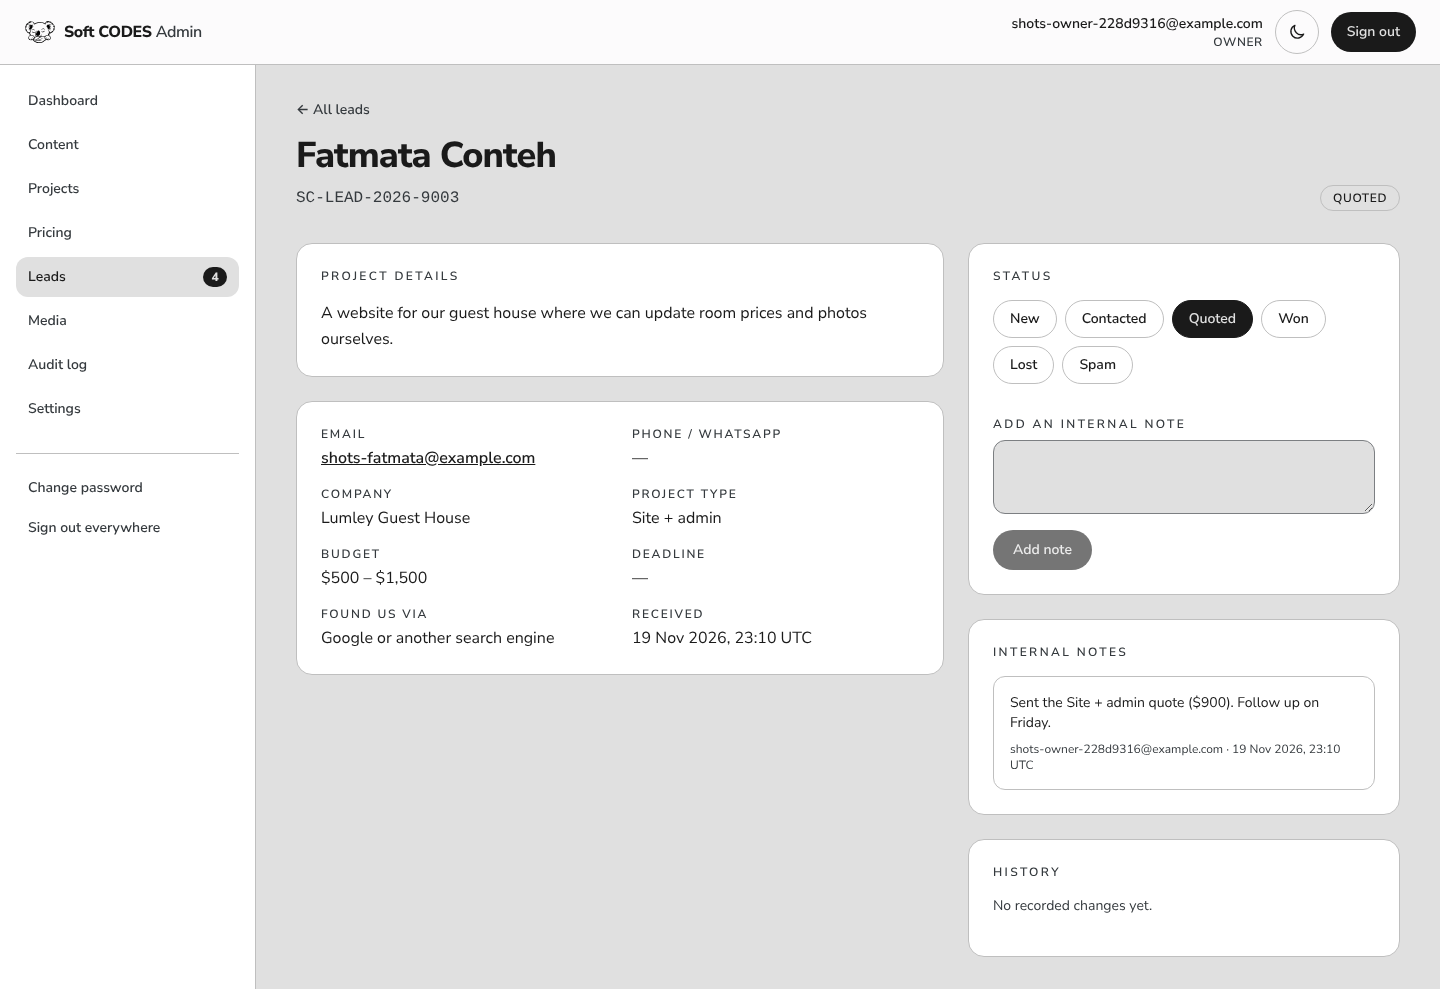 Soft CODES Admin
shots-owner-228d9316@example.com
OWNER
Sign out
Dashboard
Content
Projects
Pricing
Leads 4
Media
Audit log
Settings
Change password
Sign out everywhere
← All leads
Fatmata Conteh
SC-LEAD-2026-9003
QUOTED
PROJECT DETAILS
A website for our guest house where we can update room prices and photos
ourselves.
EMAIL
shots-fatmata@example.com
PHONE / WHATSAPP
—
COMPANY
Lumley Guest House
PROJECT TYPE
Site + admin
BUDGET
$500 – $1,500
DEADLINE
—
FOUND US VIA
Google or another search engine
RECEIVED
19 Nov 2026, 23:10 UTC
STATUS
New Contacted Quoted Won
Lost Spam
ADD AN INTERNAL NOTE
Add note
INTERNAL NOTES
Sent the Site + admin quote ($900). Follow up on
Friday.
shots-owner-228d9316@example.com · 19 Nov 2026, 23:10
UTC
HISTORY
No recorded changes yet.